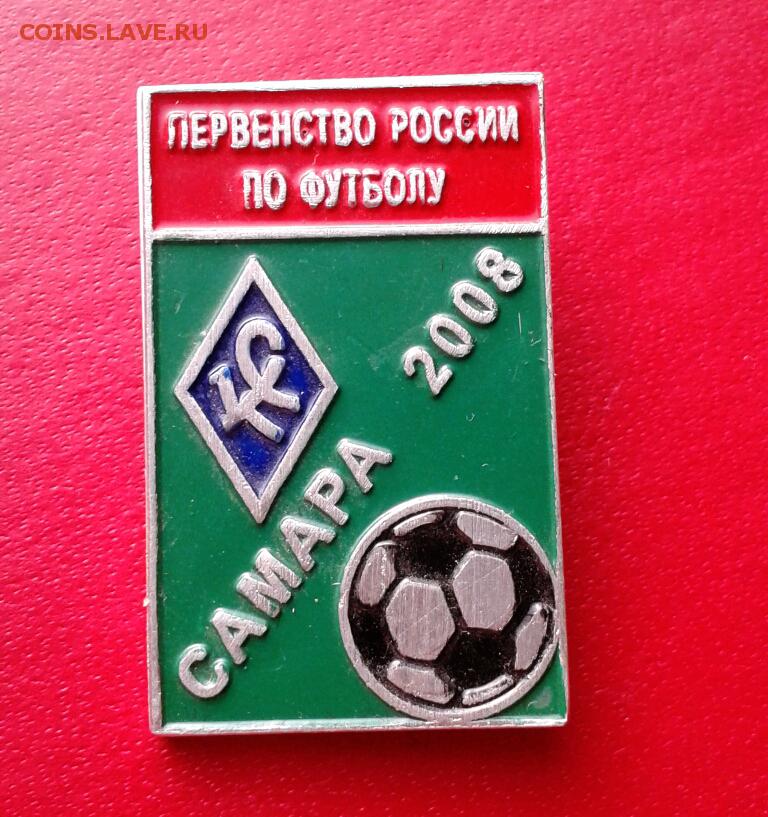 COINS.LAVE.RU
ПЕРВЕНСТВО РОССИИ
ПО ФУТБОЛУ
2008
КС
САМАРА